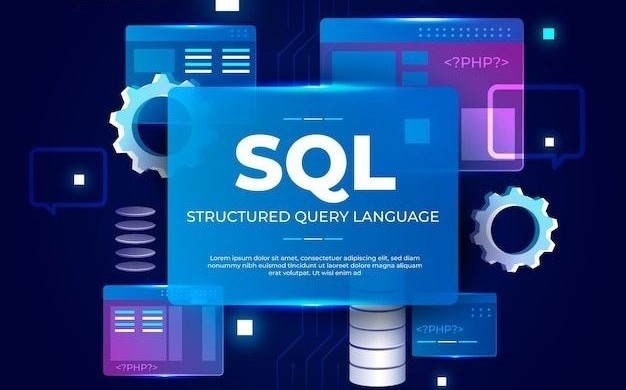 <?PHP?>
SQL
STRUCTURED QUERY LANGUAGE
Lorem ipsum dolor sit amet, consectetuer adipiscing elit,
sed diam nonummy nibh euismod tincidunt ut laoreet dolore magna aliquam
erat volutpat. Ut wisi enim ad
<?PHP?>
<?PHP?>